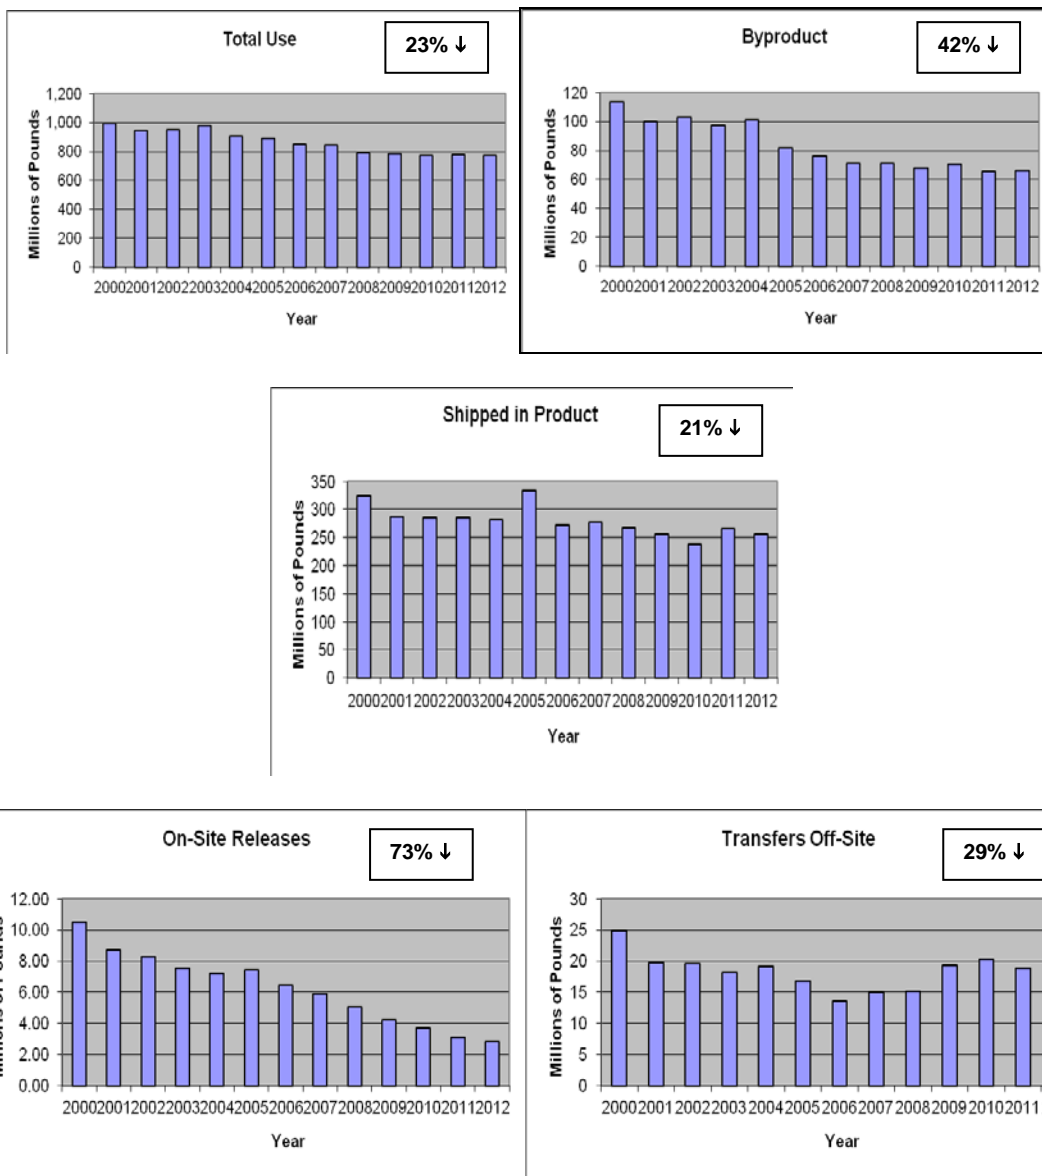 Total Use
23% ↓
Millions of Pounds
1,200
1,000
800
600
400
200
0
2000 2001 2002 2003 2004 2005 2006 2007 2008 2009 2010 2011 2012
Year
Byproduct
42% ↓
Millions of Pounds
120
100
80
60
40
20
0
2000 2001 2002 2003 2004 2005 2006 2007 2008 2009 2010 2011 2012
Year
Shipped in Product
21% ↓
Millions of Pounds
350
300
250
200
150
100
50
0
2000 2001 2002 2003 2004 2005 2006 2007 2008 2009 2010 2011 2012
Year
On-Site Releases
73% ↓
Millions of Pounds
12.00
10.00
8.00
6.00
4.00
2.00
0.00
2000 2001 2002 2003 2004 2005 2006 2007 2008 2009 2010 2011 2012
Year
Transfers Off-Site
29% ↓
Millions of Pounds
30
25
20
15
10
5
0
2000 2001 2002 2003 2004 2005 2006 2007 2008 2009 2010 2011
Year